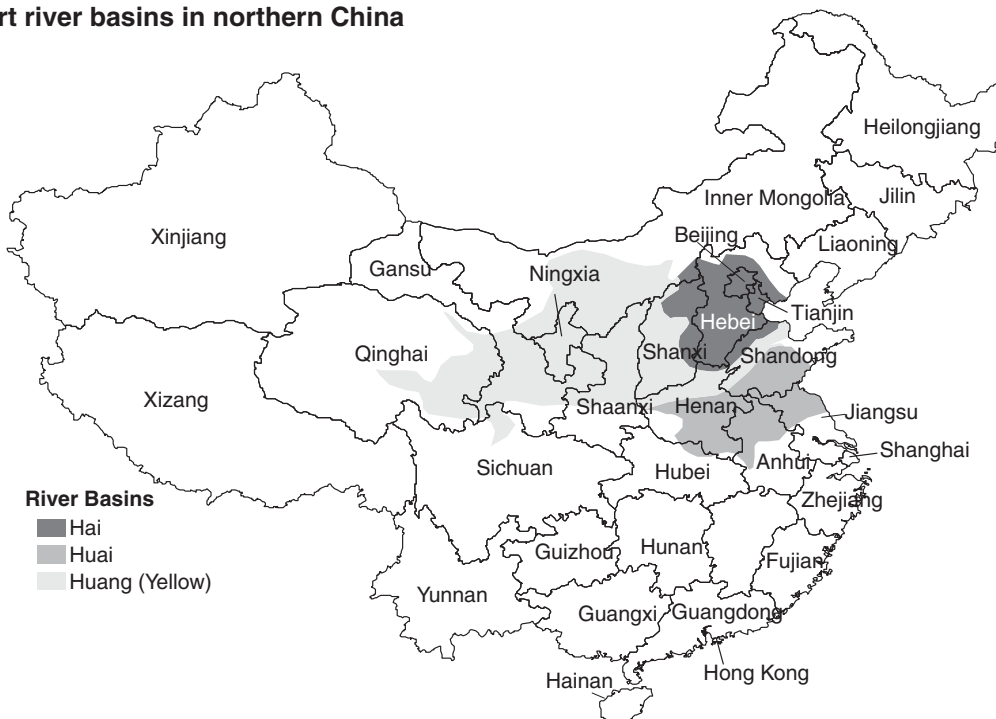 rt river basins in northern China
Heilongjiang
Inner Mongolia
Jilin
Beijing
Liaoning
Xinjiang
Gansu
Ningxia
Tianjin
Hebei
Qinghai
Shanxi
Shandong
Xizang
Shaanxi
Henan
Jiangsu
Shanghai
Sichuan
Hubei
Anhui
River Basins
Zhejiang
Hai
Huai
Guizhou
Hunan
Fujian
Huang (Yellow)
Yunnan
Guangxi
Guangdong
Hong Kong
Hainan